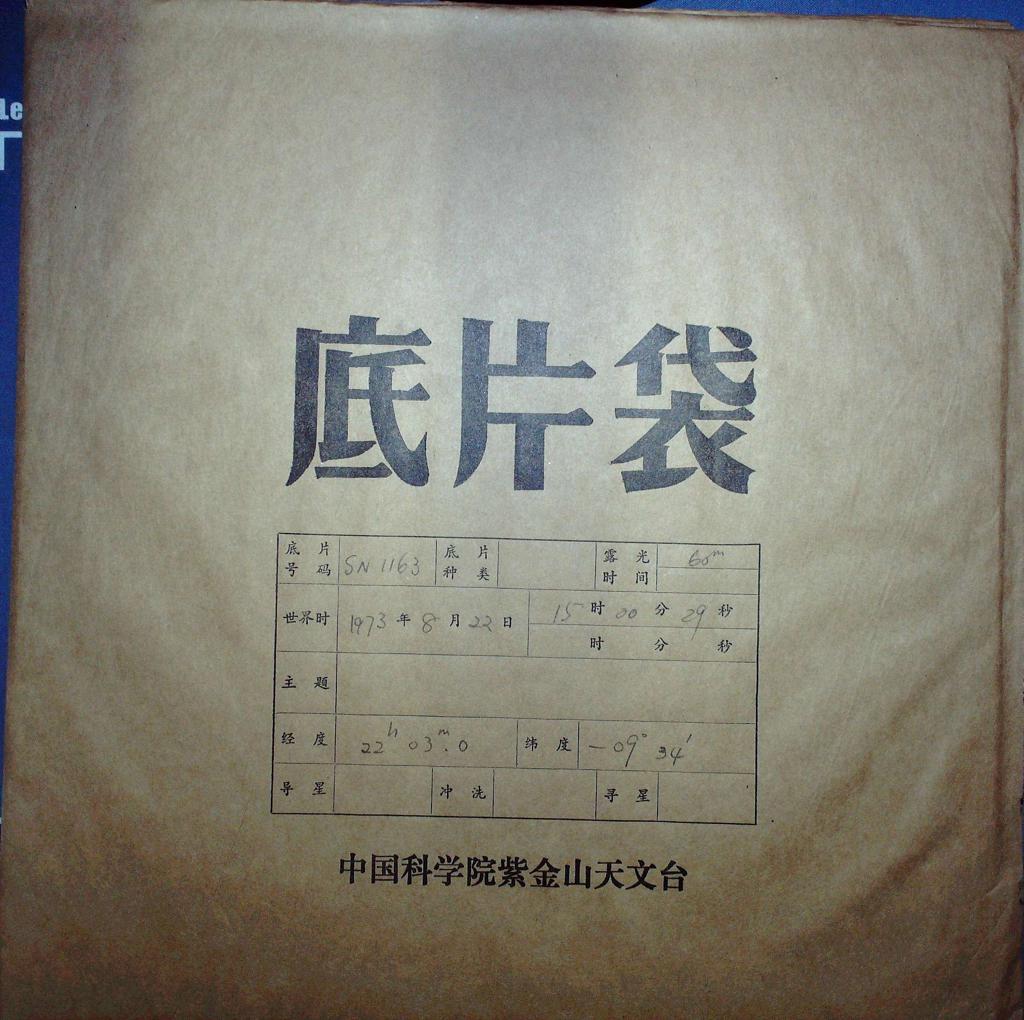 le
T
底片袋
底片号码 SN 1163 底片种类 露光时间 60m
世界时 1973 年 8 月 22 日 15 时 00 分 29 秒
时 分 秒
主题
经度 22h 03m.0 纬度 -09° 34'
导星 冲洗 寻星
中国科学院紫金山天文台